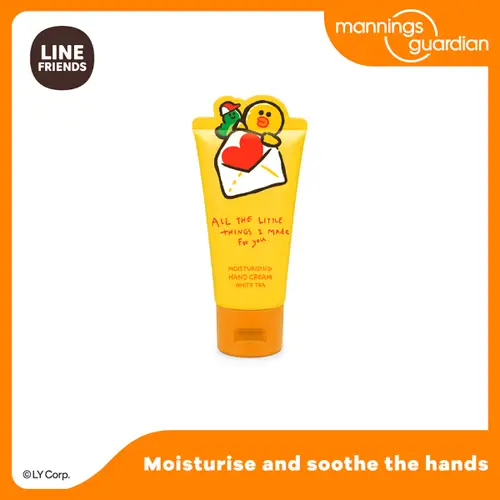 LINE
FRIENDS
mannings
guardian
ALL THE LITTLE
THINGS I MADE
For you
MOISTURISING
HAND CREAM
WHITE TEA
©LY Corp.
Moisturise and soothe the hands